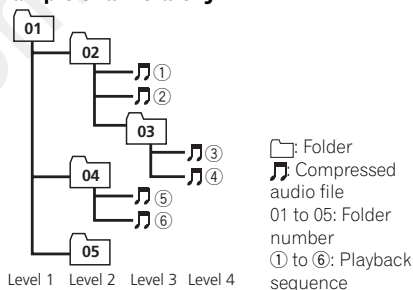 01
02
①
②
03
③
④
04
⑤
⑥
05
Level 1 Level 2 Level 3 Level 4
: Folder
: Compressed
audio file
01 to 05: Folder
number
① to ⑥: Playback
sequence